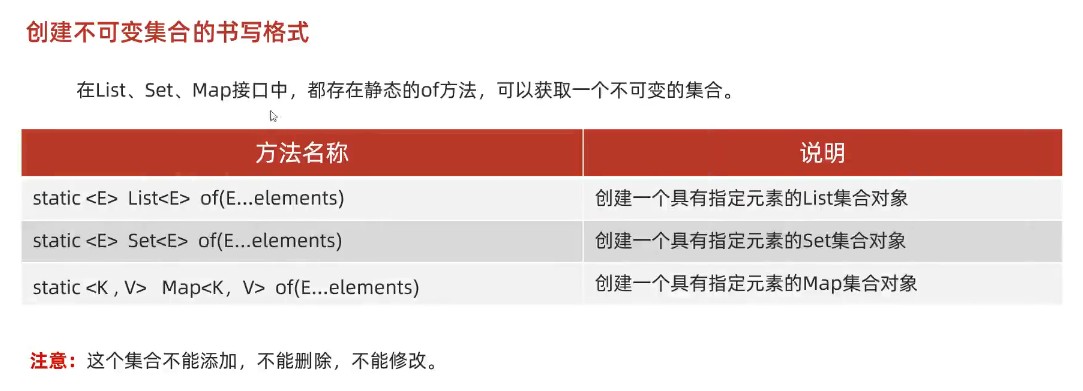 创建不可变集合的书写格式
在List、Set、Map接口中，都存在静态的of方法，可以获取一个不可变的集合。
方法名称 说明
static <E> List<E> of(E...elements) 创建一个具有指定元素的List集合对象
static <E> Set<E> of(E...elements) 创建一个具有指定元素的Set集合对象
static <K , V> Map<K，V> of(E...elements) 创建一个具有指定元素的Map集合对象
注意：这个集合不能添加，不能删除，不能修改。